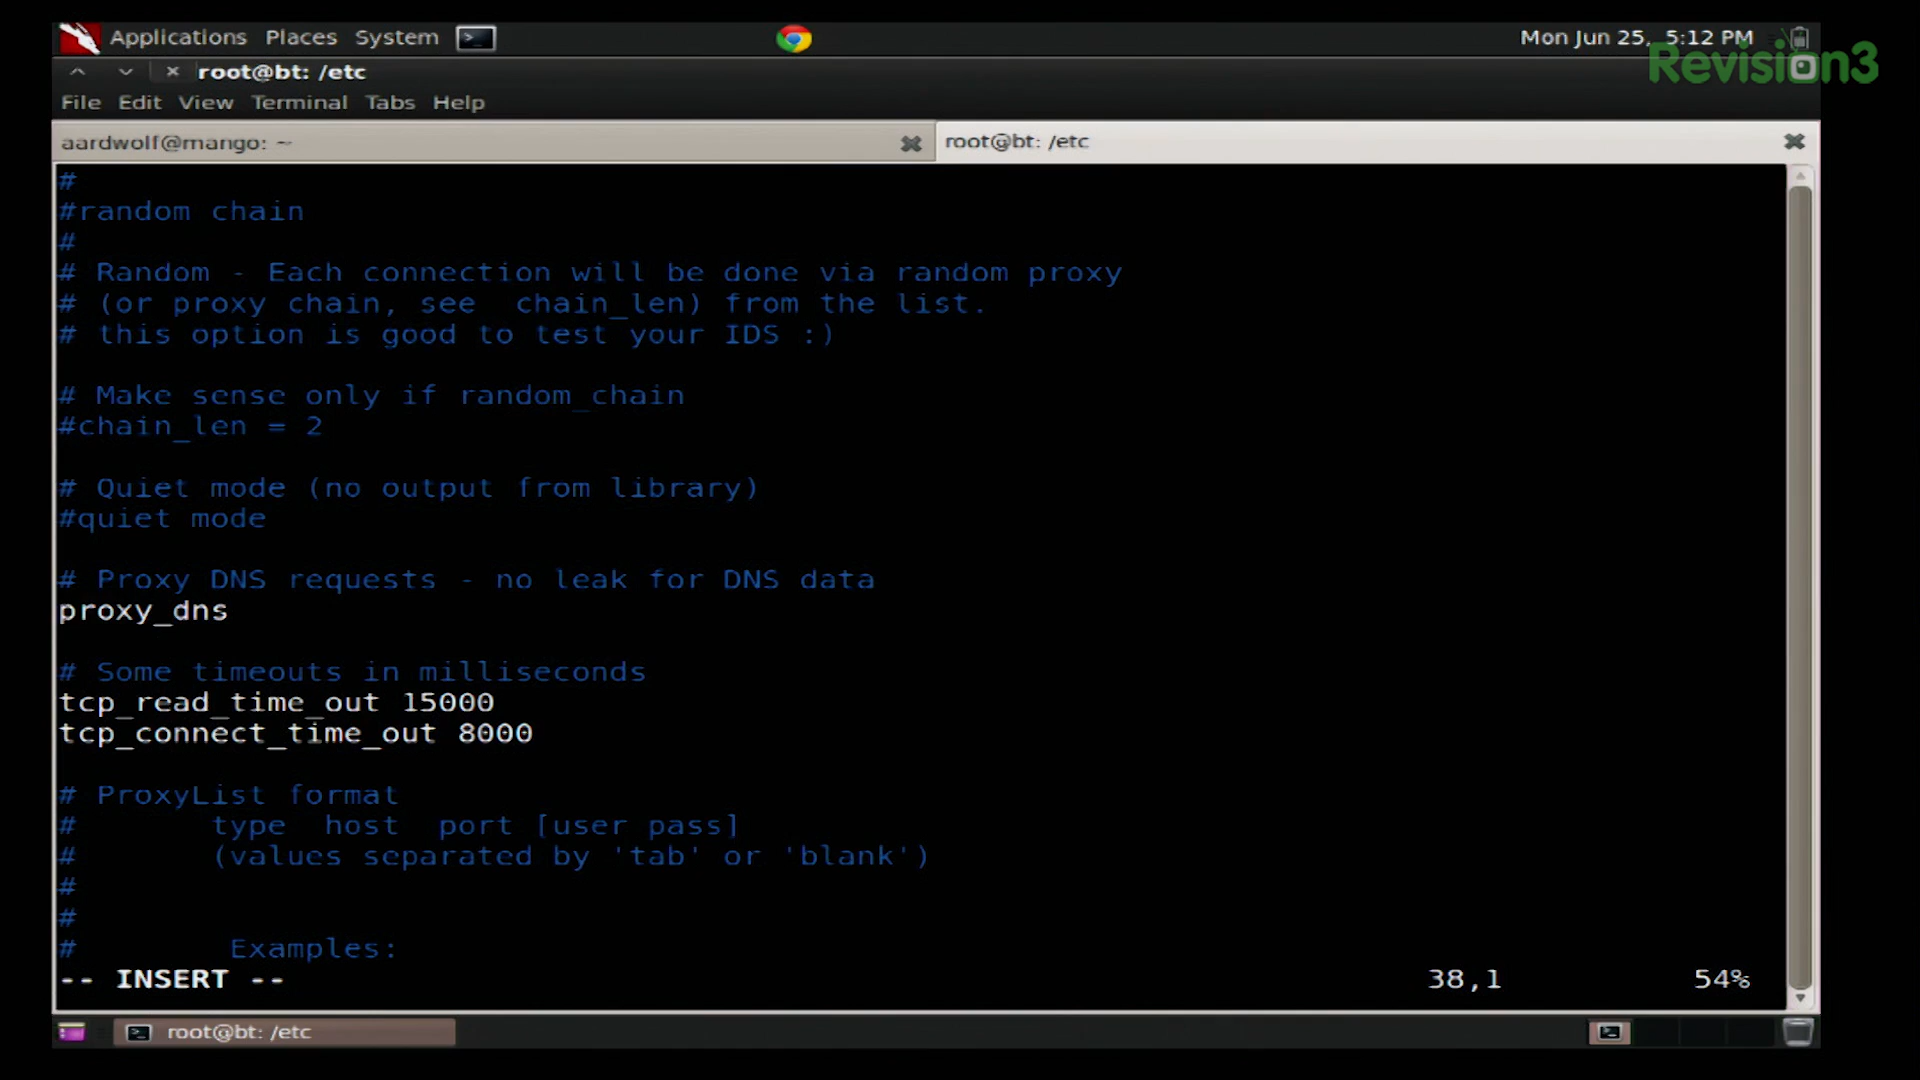 Applications Places System
Mon Jun 25, 5:12 PM
Revision3
root@bt: /etc
File Edit View Terminal Tabs Help
aardwolf@mango: ~
root@bt: /etc
#
#random chain
#
# Random - Each connection will be done via random proxy
# (or proxy chain, see  chain_len) from the list.
# this option is good to test your IDS :)
# Make sense only if random_chain
#chain_len = 2
# Quiet mode (no output from library)
#quiet mode
# Proxy DNS requests - no leak for DNS data
proxy_dns
# Some timeouts in milliseconds
tcp_read_time_out 15000
tcp_connect_time_out 8000
# ProxyList format
#       type  host  port [user pass]
#       (values separated by 'tab' or 'blank')
#
#
#        Examples:
-- INSERT -- 38,1 54%
root@bt: /etc